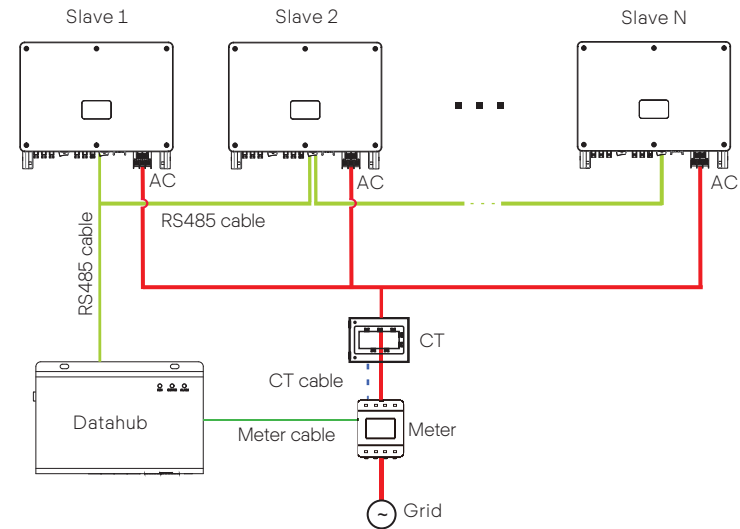 Slave 1
Slave 2
Slave N
AC
AC
AC
RS485 cable
RS485 cable
CT
CT cable
Datahub
Meter cable
Meter
~ Grid